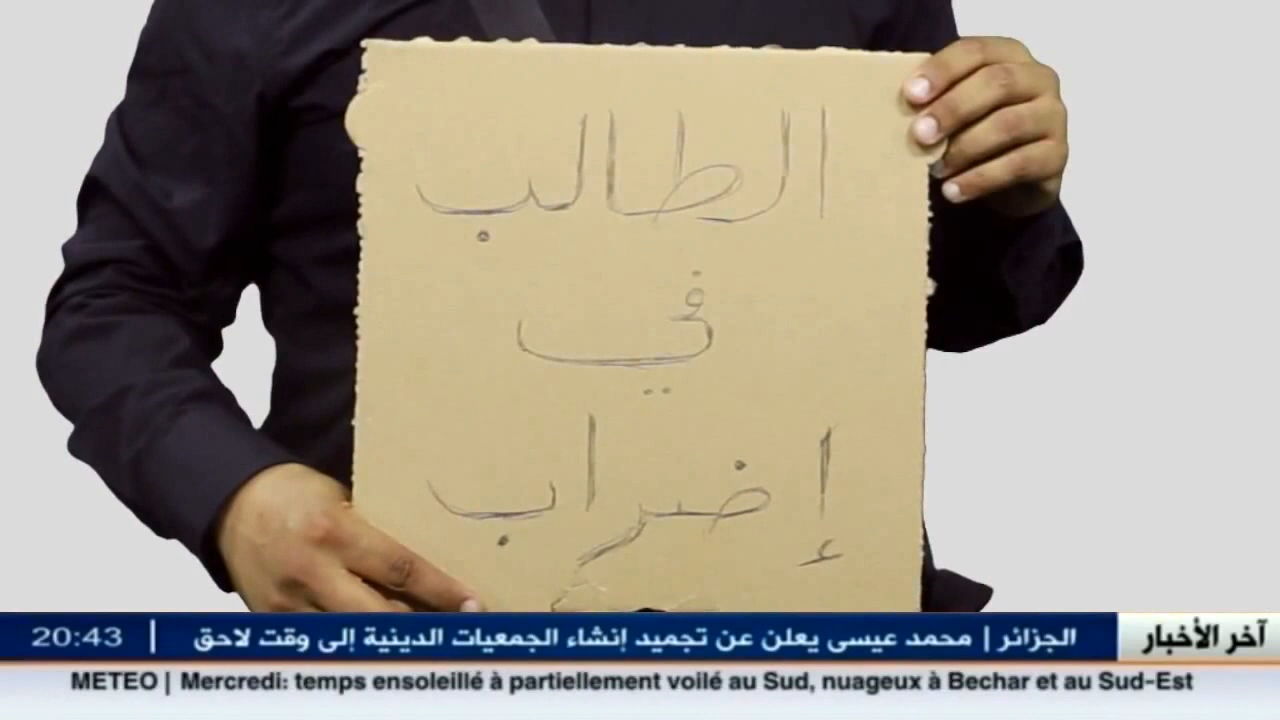 الطالب
في
إضراب
آخر الأخبار
الجزائر | محمد عيسى يعلن عن تجميد إنشاء الجمعيات الدينية إلى وقت لاحق | 20:43
METEO | Mercredi: temps ensoleillé à partiellement voilé au Sud, nuageux à Bechar et au Sud-Est